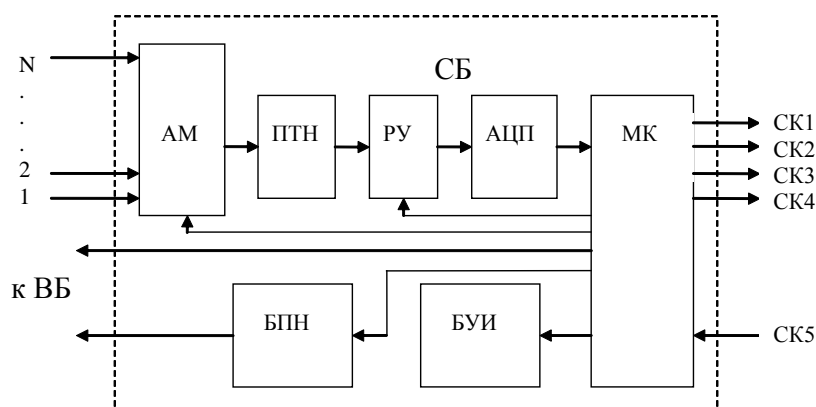 N
.
.
.
2
1
СБ
АМ
ПТН
РУ
АЦП
МК
СК1
СК2
СК3
СК4
к ВБ
БПН
БУИ
СК5